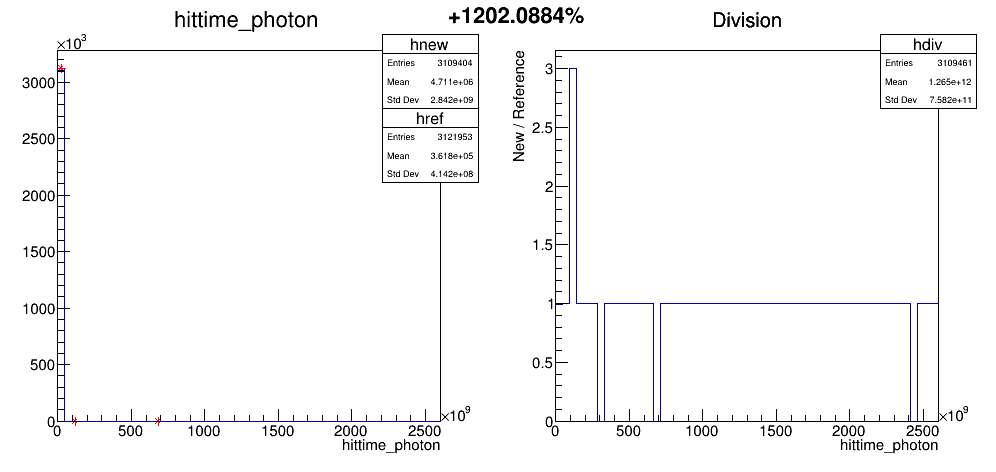 hittime_photon
+1202.0884%
Division
×10³
hnew
Entries 3109404
Mean 4.711e+06
Std Dev 2.842e+09
href
Entries 3121953
Mean 3.618e+05
Std Dev 4.142e+08
3000
2500
2000
1500
1000
500
0
0 500 1000 1500 2000 2500
×10⁹
hittime_photon
hdiv
Entries 3109461
Mean 1.265e+12
Std Dev 7.582e+11
New / Reference
3
2.5
2
1.5
1
0.5
0
0 500 1000 1500 2000 2500
×10⁹
hittime_photon